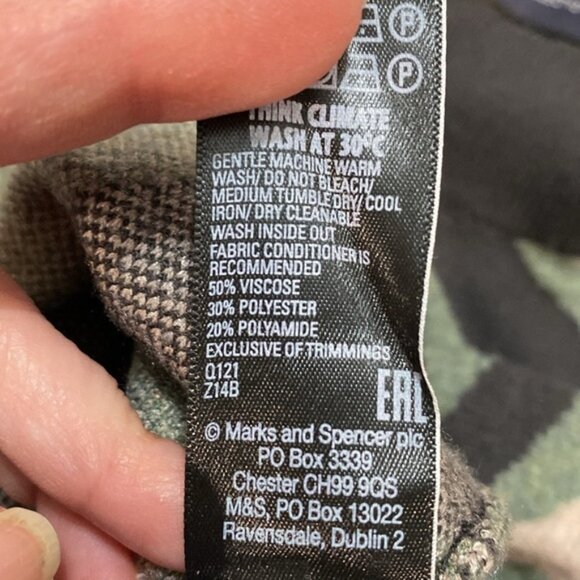 P
P
THINK CLIMATE
WASH AT 30°C
GENTLE MACHINE WARM
WASH/ DO NOT BLEACH/
MEDIUM TUMBLE DRY/ COOL
IRON/ DRY CLEANABLE
WASH INSIDE OUT
FABRIC CONDITIONER IS
RECOMMENDED
50% VISCOSE
30% POLYESTER
20% POLYAMIDE
EXCLUSIVE OF TRIMMINGS
Q121
Z14B
EAC
© Marks and Spencer plc
PO Box 3339
Chester CH99 9QS
M&S, PO Box 13022
Ravensdale, Dublin 2